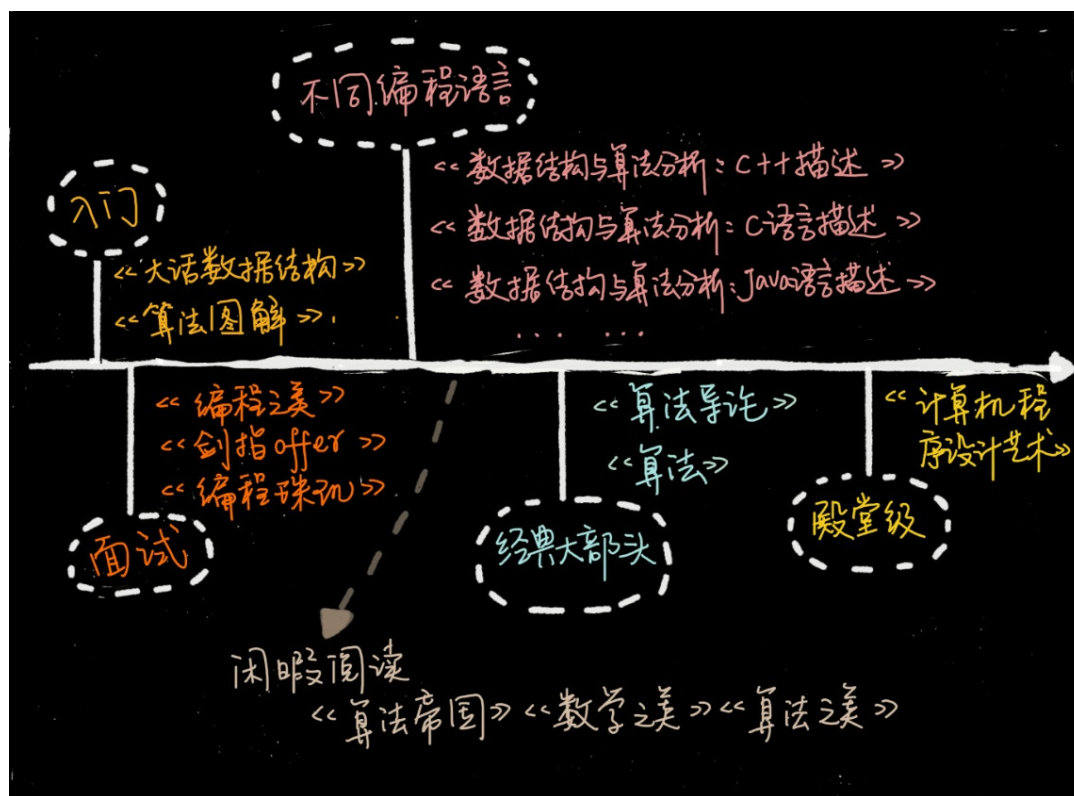 不同编程语言
<<数据结构与算法分析：C++描述>>
<<数据结构与算法分析：C语言描述>>
<<数据结构与算法分析：Java语言描述>>
... ...
入门
<<大话数据结构>>
<<算法图解>>.
<<编程之美>>
<<剑指offer>>
<<编程珠玑>>
面试
<<算法导论>>
<<算法>>
经典大部头
<<计算机程
序设计艺术>>
殿堂级
闲暇阅读
<<算法帝国>><<数学之美>><<算法之美>>